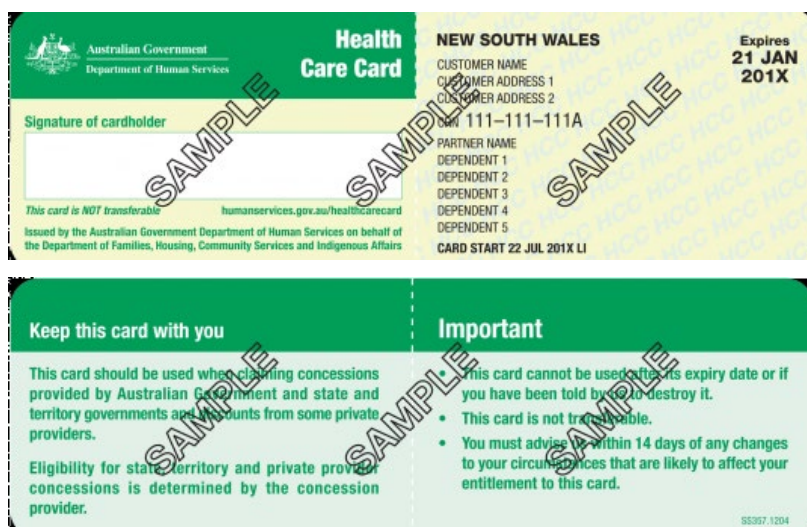 Australian Government
Department of Human Services
Health
Care Card
Signature of cardholder
This card is NOT transferable
humanservices.gov.au/healthcarecard
Issued by the Australian Government Department of Human Services on behalf of
the Department of Families, Housing, Community Services and Indigenous Affairs
SAMPLE
SAMPLE
NEW SOUTH WALES
Expires
21 JAN
201X
CUSTOMER NAME
CUSTOMER ADDRESS 1
CUSTOMER ADDRESS 2
CRN 111–111–111A
PARTNER NAME
DEPENDENT 1
DEPENDENT 2
DEPENDENT 3
DEPENDENT 4
DEPENDENT 5
CARD START 22 JUL 201X LI
SAMPLE
HCC HCC HCC HCC
Keep this card with you
This card should be used when claiming concessions
provided by Australian Government and state and
territory governments and discounts from some private
providers.
Eligibility for state, territory and private provider
concessions is determined by the concession
provider.
SAMPLE
SAMPLE
Important
• This card cannot be used after its expiry date or if
you have been told by us to destroy it.
• This card is not transferable.
• You must advise us within 14 days of any changes
to your circumstances that are likely to affect your
entitlement to this card.
SAMPLE
SS357.1204